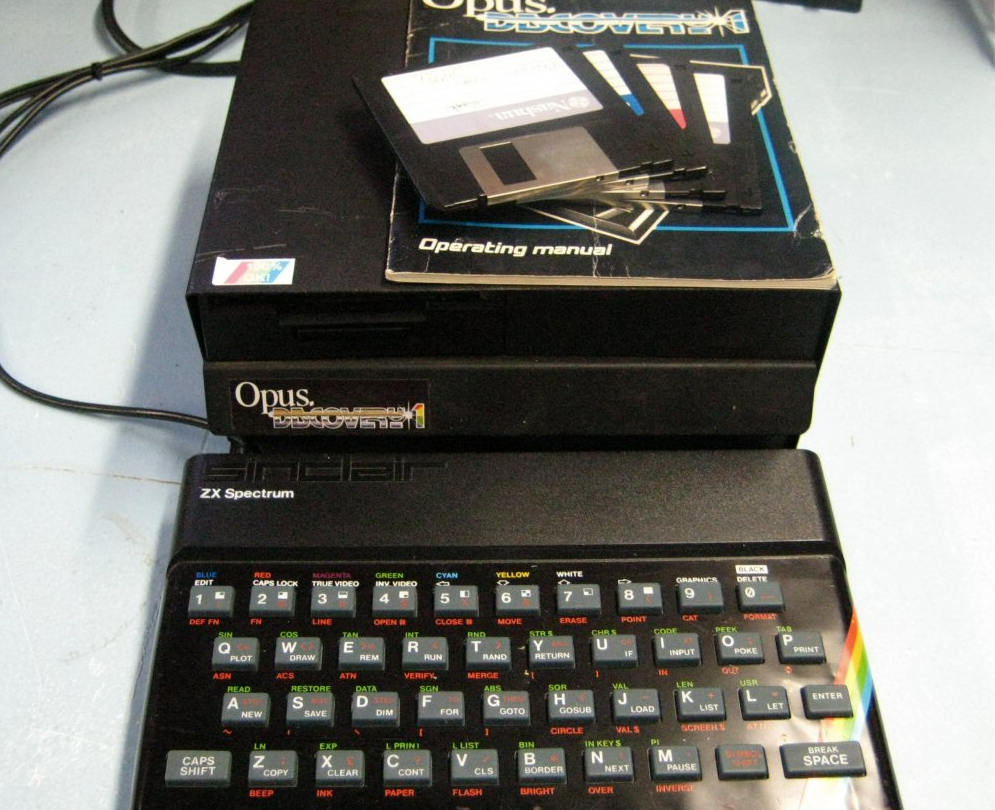 Opus.
DISCOVERY 1
Nashua.
Operating manual
Opus.
DISCOVERY 1
sinclair
ZX Spectrum
BLUE RED MAGENTA GREEN CYAN YELLOW WHITE BLACK
EDIT CAPS LOCK TRUE VIDEO INV. VIDEO GRAPHICS DELETE
1 2 3 4 5 6 7 8 9 0
DEF FN FN LINE OPEN # CLOSE # MOVE ERASE POINT CAT FORMAT
SIN COS TAN INT RND STR $ CHR $ CODE PEEK TAB
Q PLOT W DRAW E REM R RUN T RAND Y RETURN U IF I INPUT O POKE P PRINT
ASN ACS ATN VERIFY MERGE [ ] IN OUT
READ RESTORE DATA SGN ABS SQR VAL LEN USR
A NEW S SAVE D DIM F FOR G GOTO H GOSUB J LOAD K LIST L LET ENTER
~ | \ { } CIRCLE VAL $ SCREEN $ ATTR
LN EXP L PRINT L LIST BIN IN KEY $ PI
CAPS SHIFT Z COPY X CLEAR C CONT V CLS B BORDER N NEXT M PAUSE SYMBOL SHIFT BREAK SPACE
BEEP INK PAPER FLASH BRIGHT OVER INVERSE